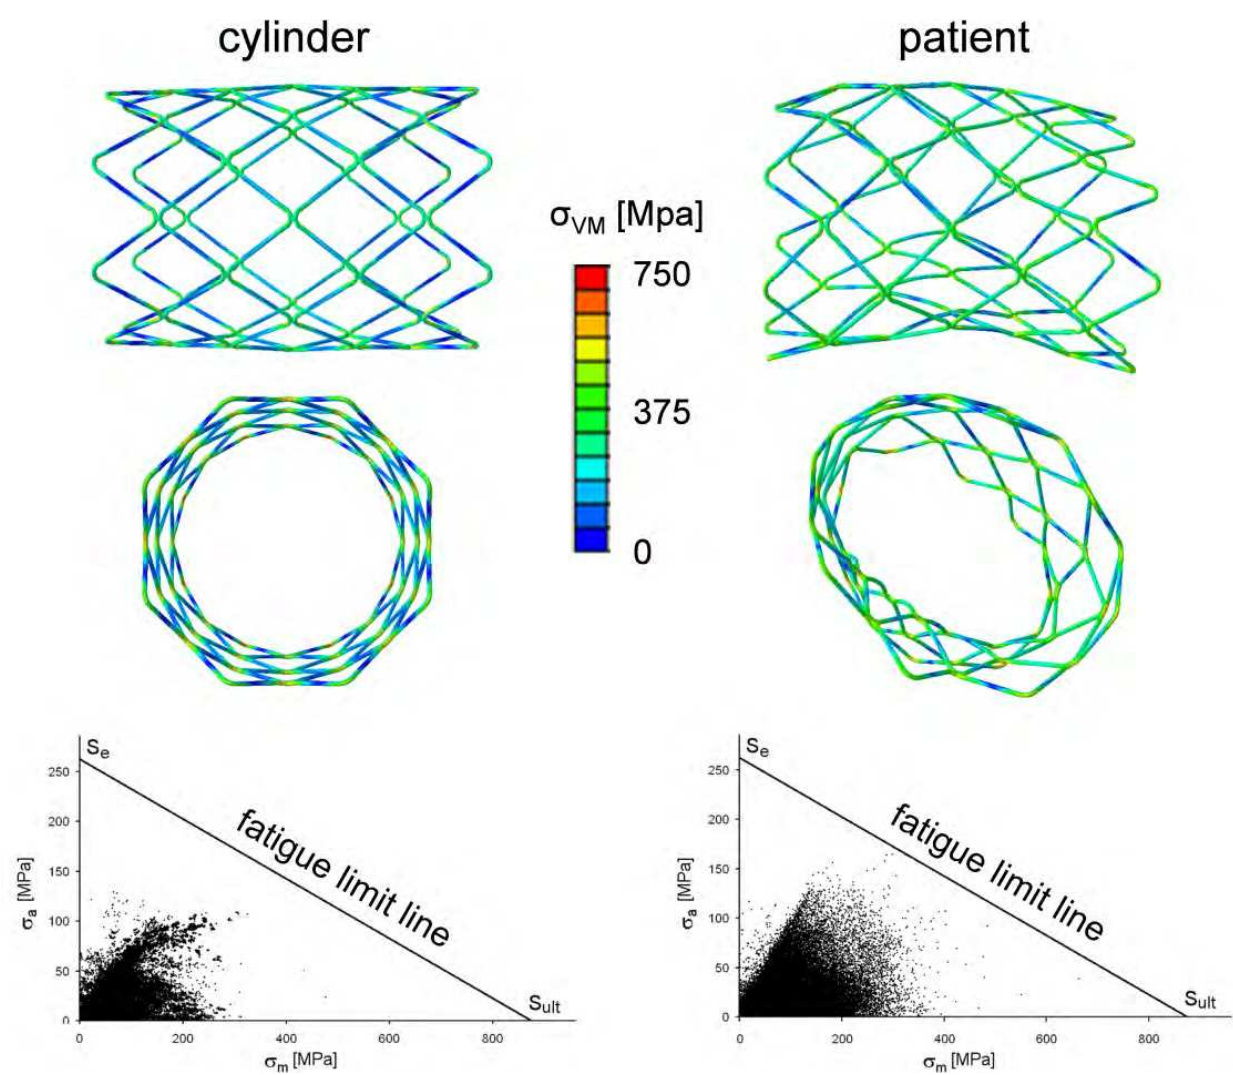 cylinder
patient
σVM [Mpa]
750
375
0
Se
250
200
150
100
50
0
σa [MPa]
fatigue limit line
Sult
0
200
400
600
800
σm [MPa]
Se
250
200
150
100
50
0
σa [MPa]
fatigue limit line
Sult
0
200
400
600
800
σm [MPa]